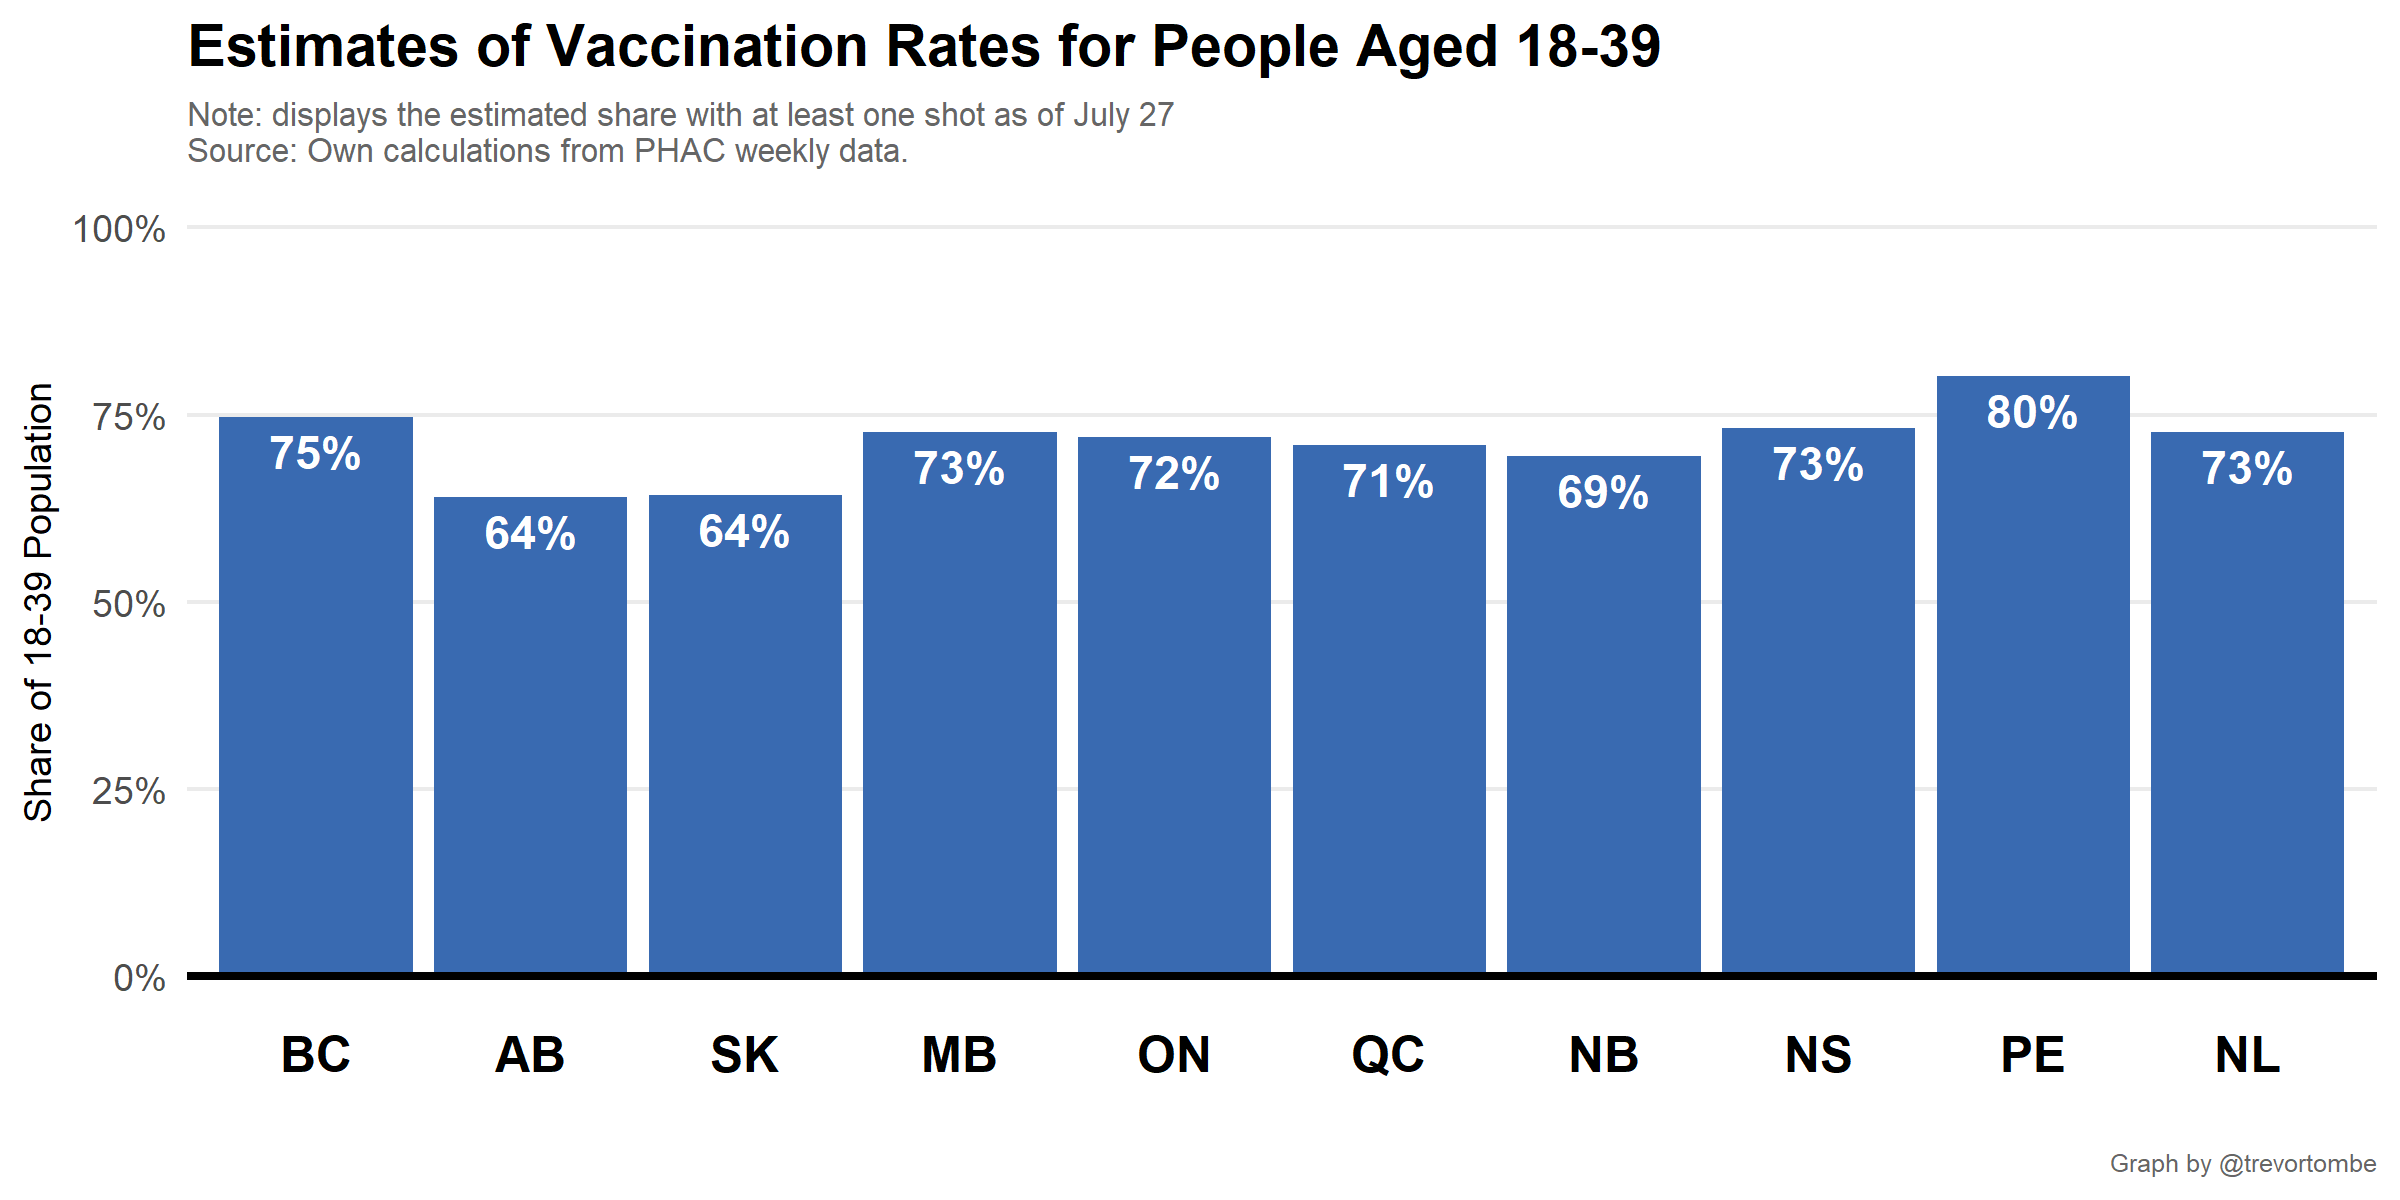 Estimates of Vaccination Rates for People Aged 18-39
Note: displays the estimated share with at least one shot as of July 27
Source: Own calculations from PHAC weekly data.
Share of 18-39 Population
100%
75%
50%
25%
0%
75%
64%
64%
73%
72%
71%
69%
73%
80%
73%
BC
AB
SK
MB
ON
QC
NB
NS
PE
NL
Graph by @trevortombe